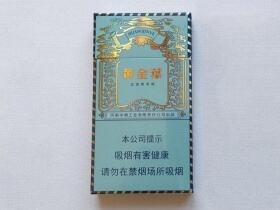 黄金葉
本公司提示
吸烟有害健康
请勿在禁烟场所吸烟